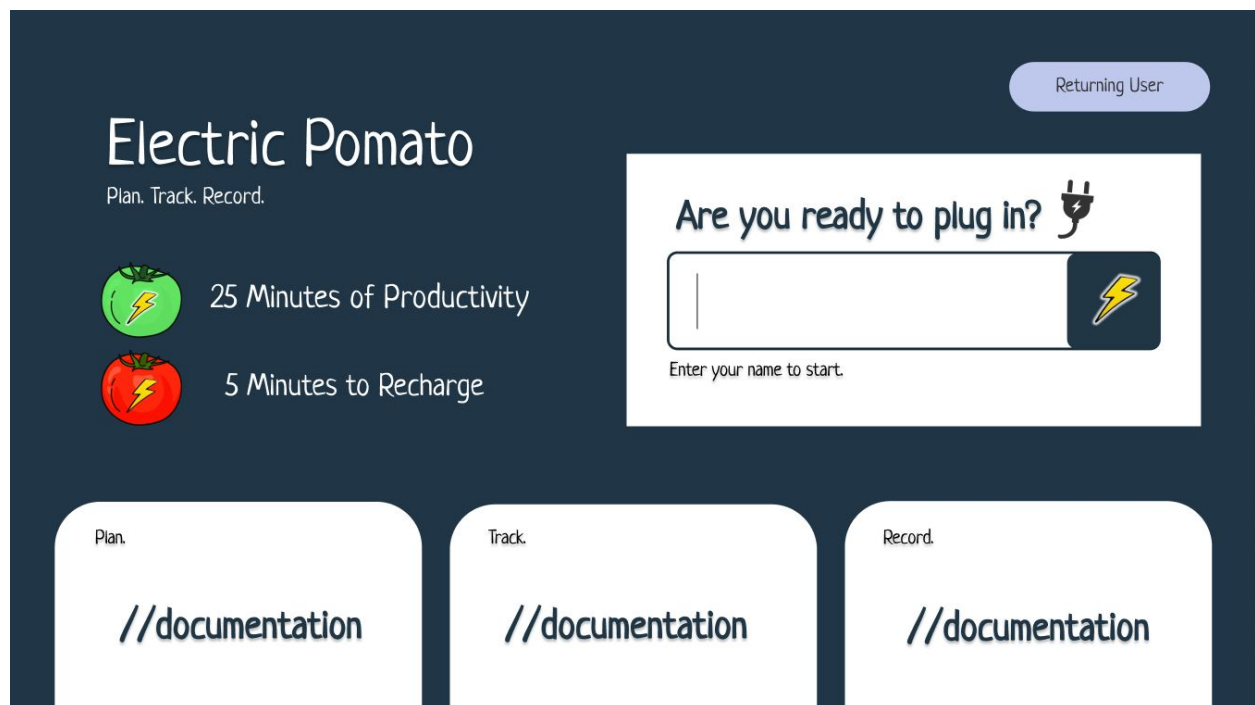 Returning User
Electric Pomato
Plan. Track. Record.
Are you ready to plug in?
25 Minutes of Productivity
5 Minutes to Recharge
Enter your name to start.
Plan.
//documentation
Track.
//documentation
Record.
//documentation